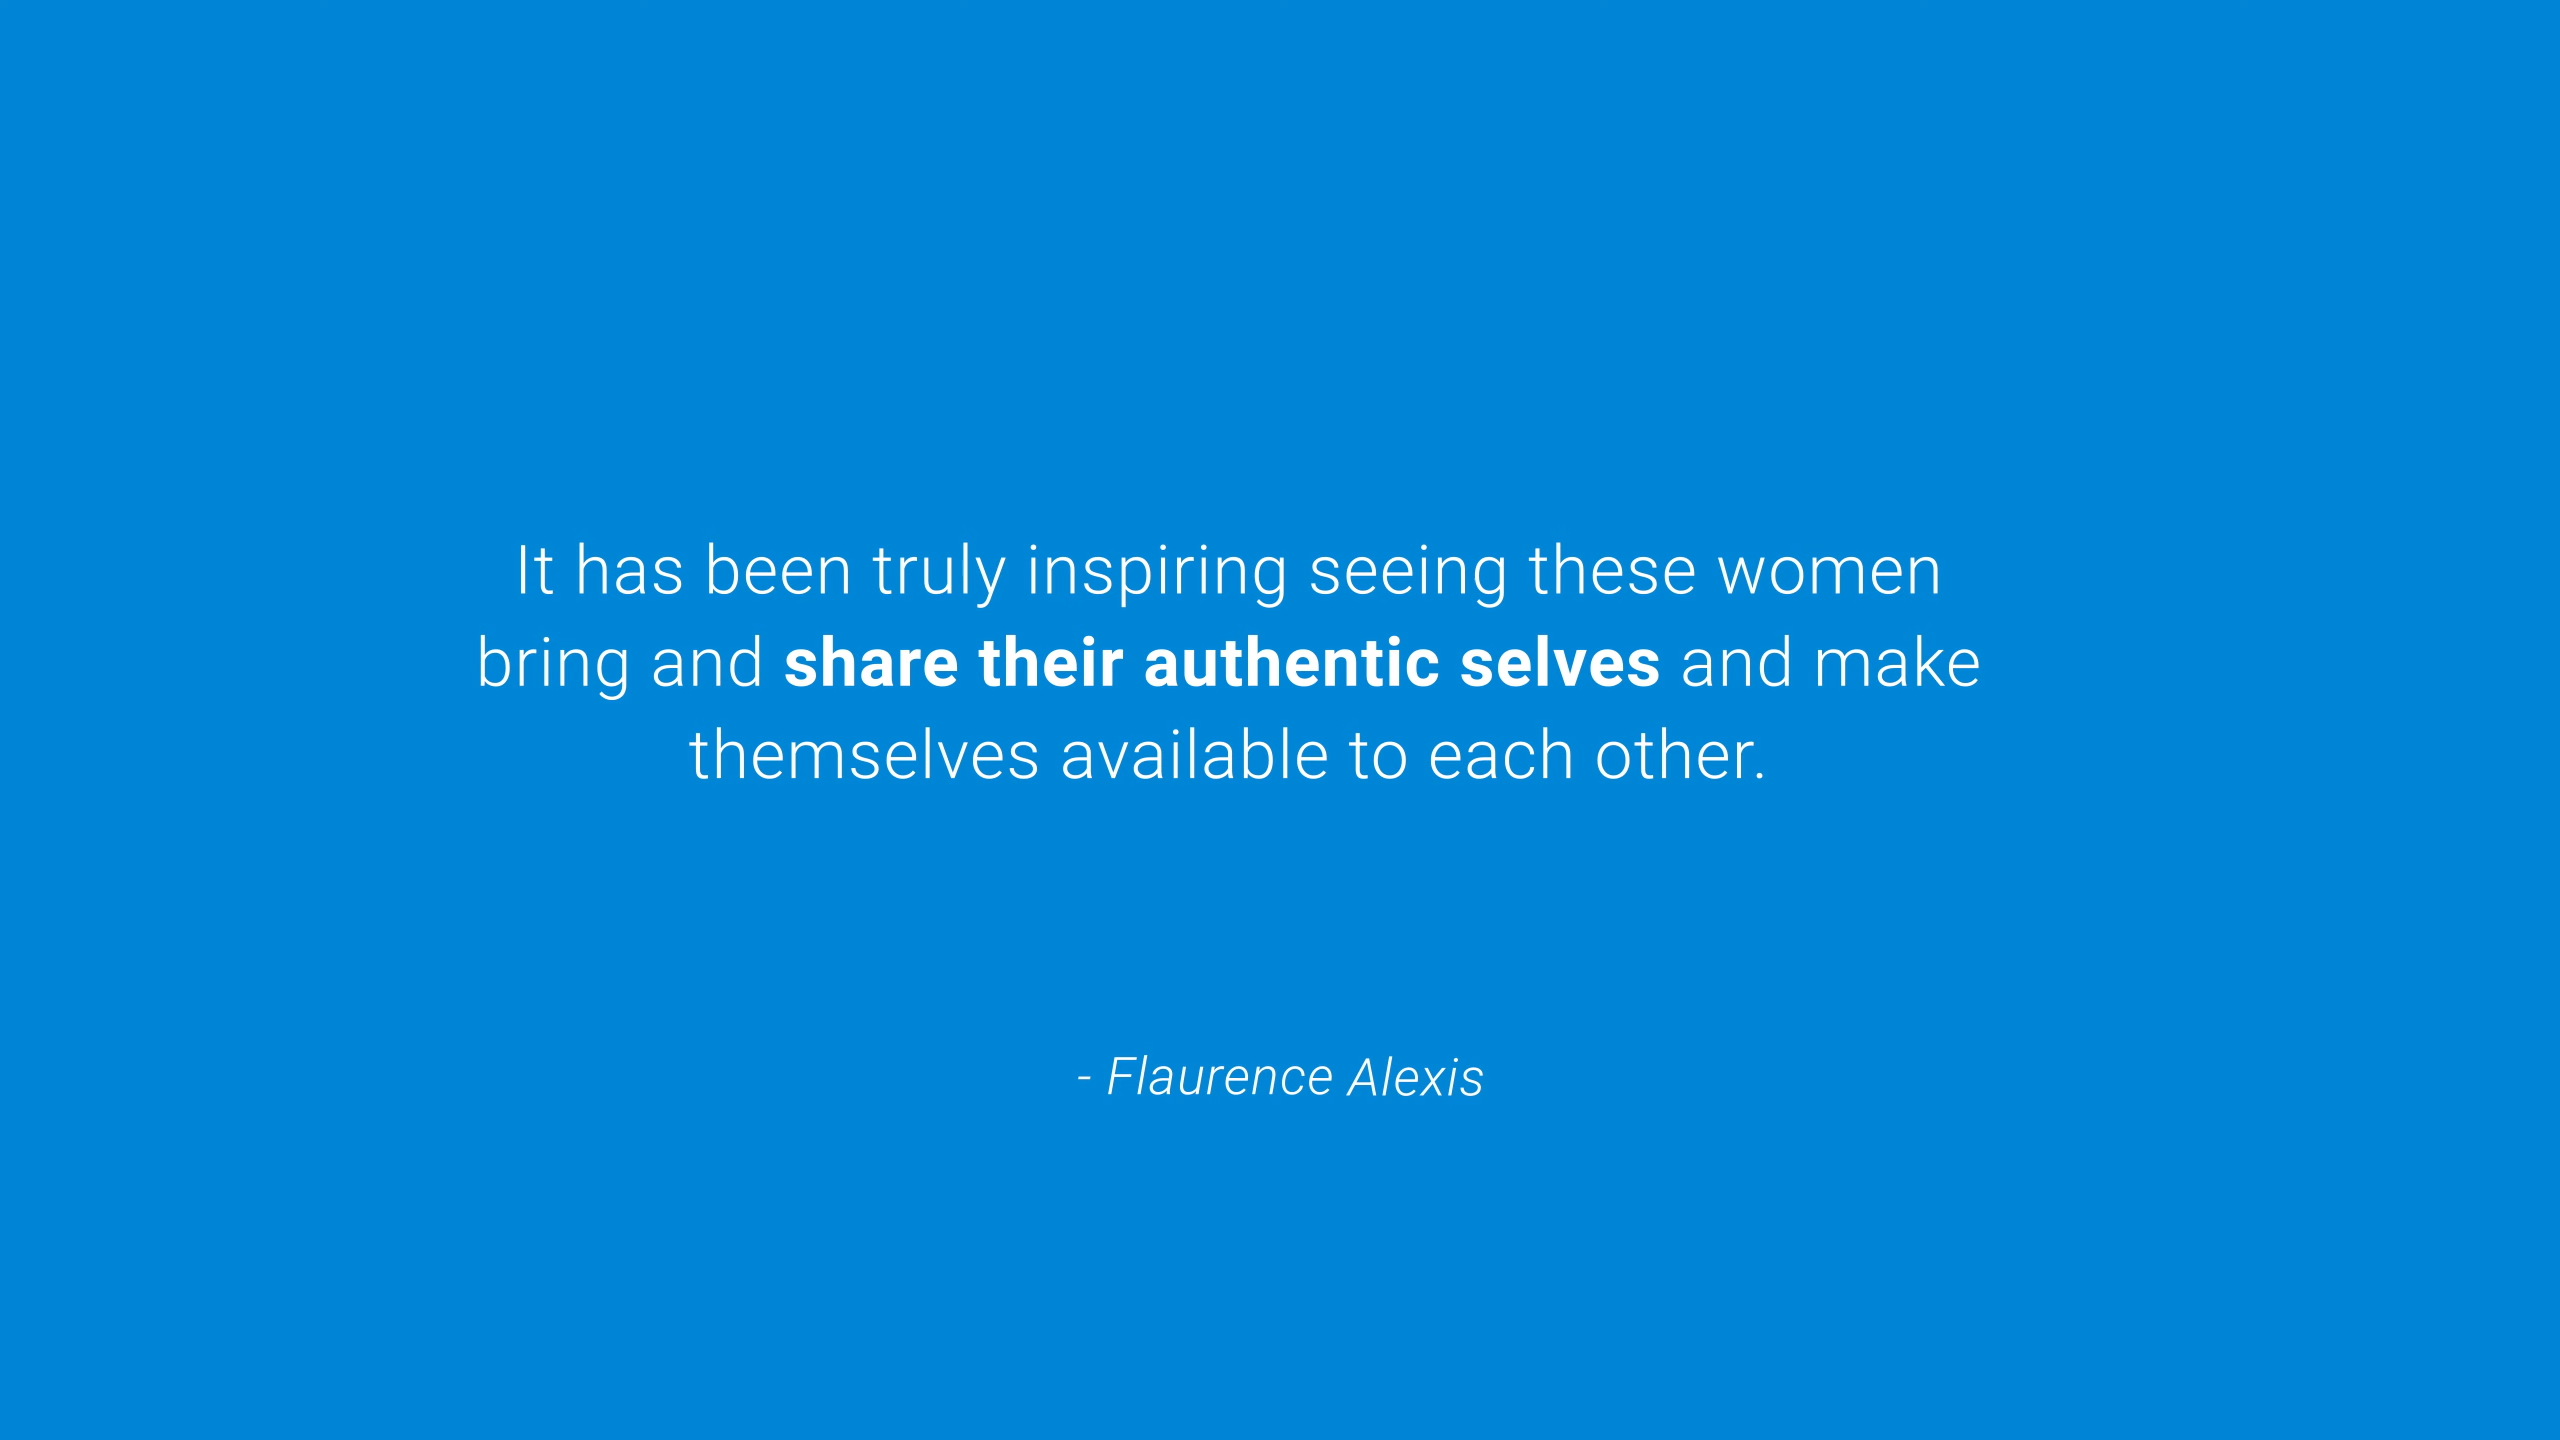 It has been truly inspiring seeing these women
bring and share their authentic selves and make
themselves available to each other.
- Flaurence Alexis